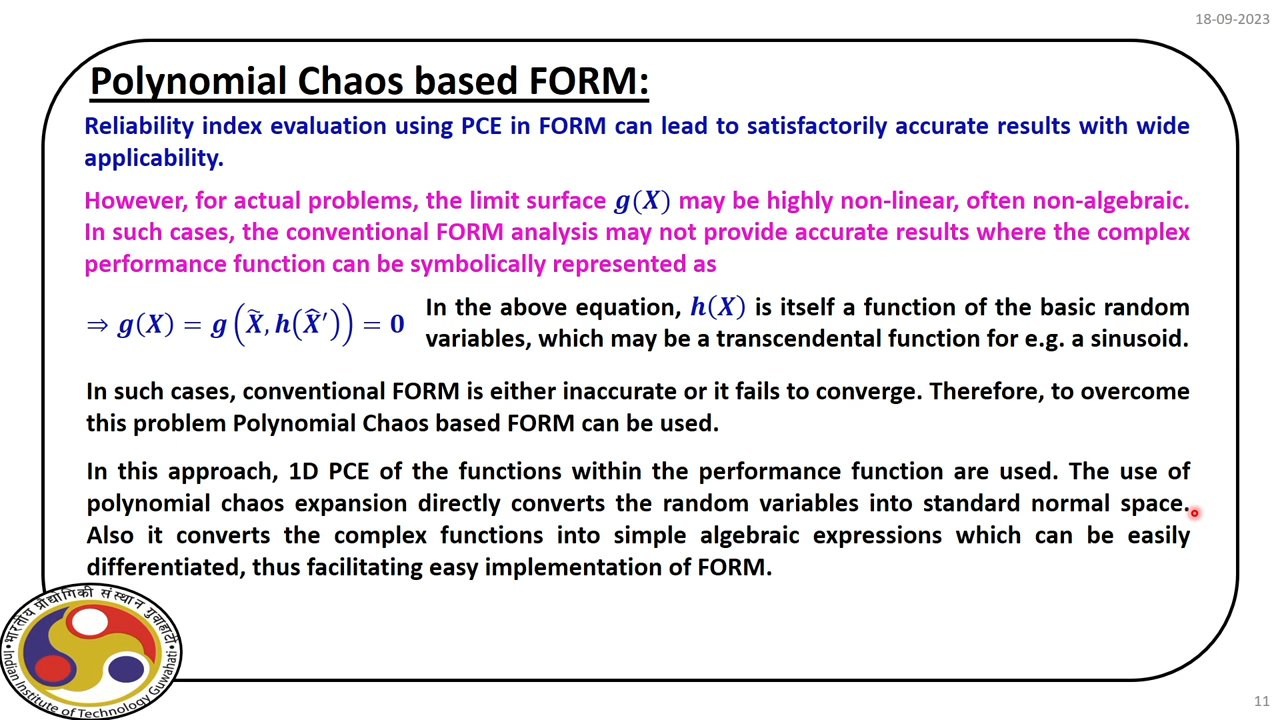 18-09-2023
Polynomial Chaos based FORM:
Reliability index evaluation using PCE in FORM can lead to satisfactorily accurate results with wide
applicability.
However, for actual problems, the limit surface g(X) may be highly non-linear, often non-algebraic.
In such cases, the conventional FORM analysis may not provide accurate results where the complex
performance function can be symbolically represented as
⇒ g(X) = g(X̃, h(X̂′)) = 0
In the above equation, h(X) is itself a function of the basic random
variables, which may be a transcendental function for e.g. a sinusoid.
In such cases, conventional FORM is either inaccurate or it fails to converge. Therefore, to overcome
this problem Polynomial Chaos based FORM can be used.
In this approach, 1D PCE of the functions within the performance function are used. The use of
polynomial chaos expansion directly converts the random variables into standard normal space.
Also it converts the complex functions into simple algebraic expressions which can be easily
differentiated, thus facilitating easy implementation of FORM.
भारतीय प्रौद्योगिकी संस्थान गुवाहाटी
Indian Institute of Technology Guwahati
11